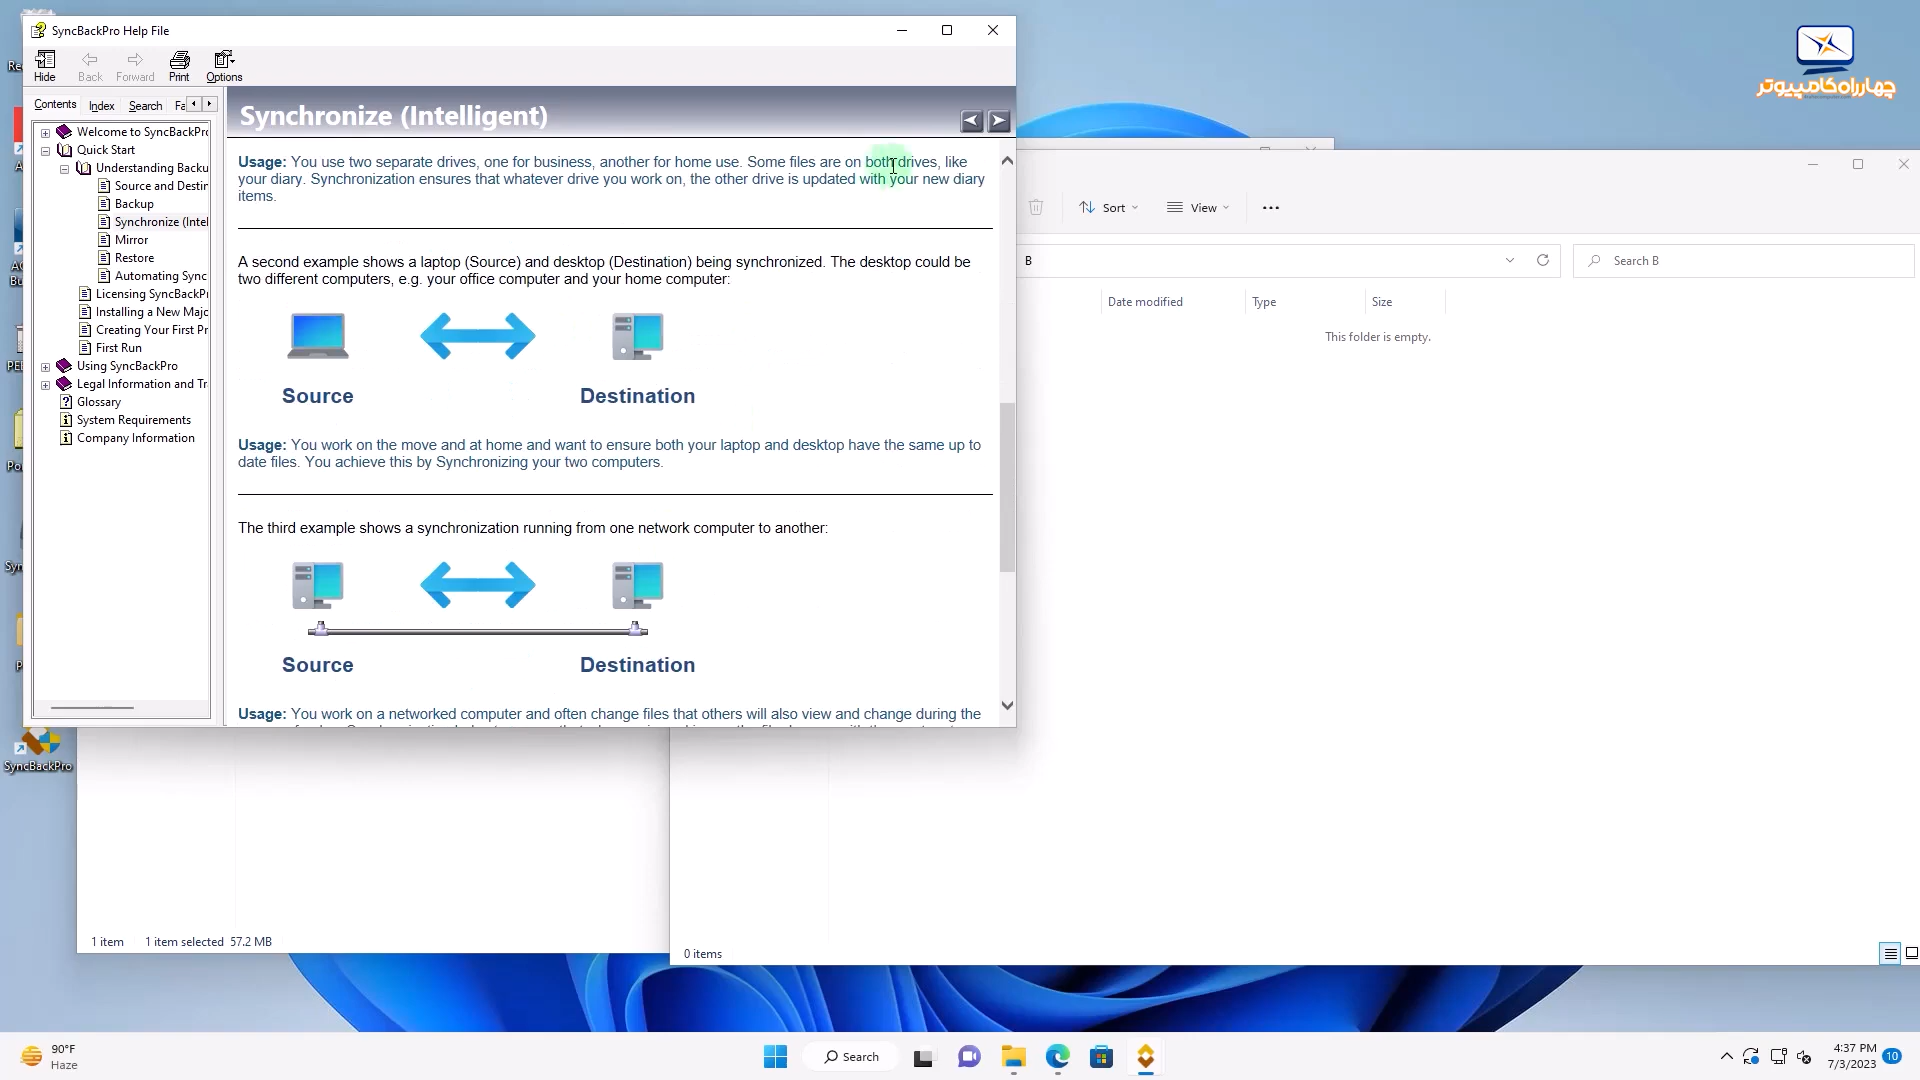 SyncBackPro Help File
Hide
Back
Forward
Print
Options
Contents
Index
Search
Fa
Welcome to SyncBackPr
Quick Start
Understanding Backu
Source and Destin
Backup
Synchronize (Intel
Mirror
Restore
Automating Sync
Licensing SyncBackPr
Installing a New Majo
Creating Your First Pr
First Run
Using SyncBackPro
Legal Information and Tr
Glossary
System Requirements
Company Information
Synchronize (Intelligent)
Usage: You use two separate drives, one for business, another for home use. Some files are on both drives, like
your diary. Synchronization ensures that whatever drive you work on, the other drive is updated with your new diary
items.
A second example shows a laptop (Source) and desktop (Destination) being synchronized. The desktop could be
two different computers, e.g. your office computer and your home computer:
Source
Destination
Usage: You work on the move and at home and want to ensure both your laptop and desktop have the same up to
date files. You achieve this by Synchronizing your two computers.
The third example shows a synchronization running from one network computer to another:
Source
Destination
Usage: You work on a networked computer and often change files that others will also view and change during the
Sort
View
B
Search B
Date modified
Type
Size
This folder is empty.
1 item
1 item selected 57.2 MB
0 items
SyncBackPro
چهارراه کامپیوتر
90°F
Haze
Search
4:37 PM
7/3/2023
10